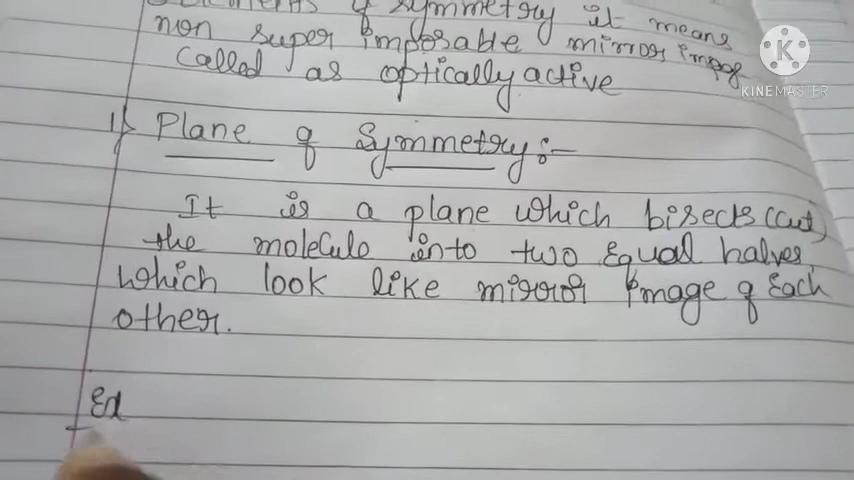 of symmetry it means
non super imposable mirror image
called as optically active
K
KINEMASTER
1) Plane of Symmetry:-
It is a plane which bisects (cut)
the molecule into two equal halves
which look like mirror image of Each
other.
Ex